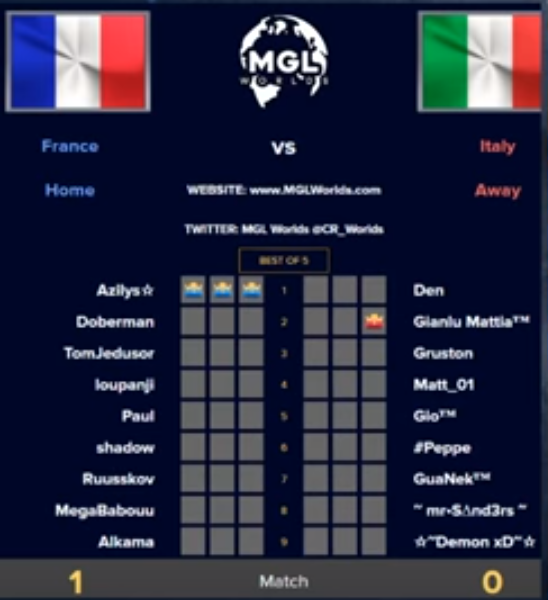 MGL
WORLDS
France vs Italy
Home WEBSITE: www.MGLWorlds.com Away
TWITTER: MGL Worlds @CR_Worlds
BEST OF 5
Azilys☆ 1 Den
Doberman 2 Gianlu Mattia™
TomJedusor 3 Gruston
loupanji 4 Matt_01
Paul 5 Gio™
shadow 6 #Peppe
Ruusskov 7 GuaNek™
MegaBabouu 8 ~ mr-S∆nd3rs ~
Alkama 9 ☆~Demon xD~☆
1 Match 0